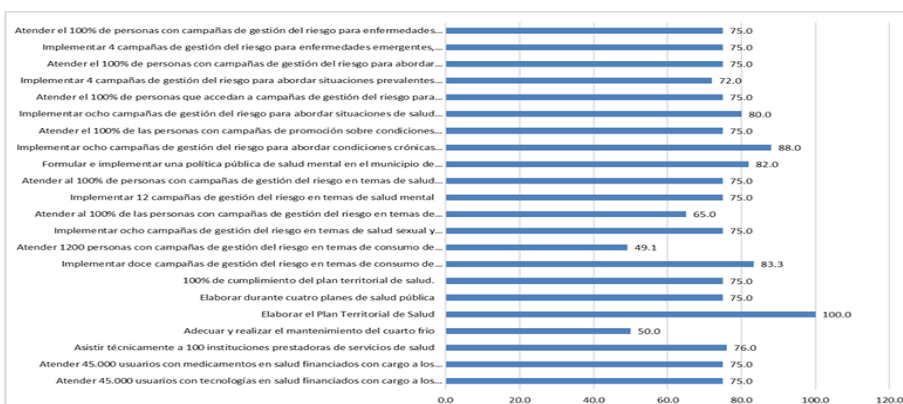 Atender el 100% de personas con campañas de gestión del riesgo para enfermedades... 75.0
Implementar 4 campañas de gestión del riesgo para enfermedades emergentes,... 75.0
Atender el 100% de personas con campañas de gestión del riesgo para abordar... 75.0
Implementar 4 campañas de gestión del riesgo para abordar situaciones prevalentes... 72.0
Atender el 100% de personas que accedan a campañas de gestión del riesgo para... 75.0
Implementar ocho campañas de gestión del riesgo para abordar situaciones de salud... 80.0
Atender el 100% de las personas con campañas de promoción sobre condiciones... 75.0
Implementar ocho campañas de gestión del riesgo para abordar condiciones crónicas... 88.0
Formular e implementar una política pública de salud mental en el municipio de... 82.0
Atender al 100% de personas con campañas de gestión del riesgo en temas de salud... 75.0
Implementar 12 campañas de gestión del riesgo en temas de salud mental 75.0
Atender al 100% de las personas con campañas de gestión del riesgo en temas de... 65.0
Implementar ocho campañas de gestión del riesgo en temas de salud sexual y... 75.0
Atender 1200 personas con campañas de gestión del riesgo en temas de consumo de... 49.1
Implementar doce campañas de gestión del riesgo en temas de consumo de... 83.3
100% de cumplimiento del plan territorial de salud. 75.0
Elaborar durante cuatro planes de salud pública 75.0
Elaborar el Plan Territorial de Salud 100.0
Adecuar y realizar el mantenimiento del cuarto frío 50.0
Asistir técnicamente a 100 instituciones prestadoras de servicios de salud 76.0
Atender 45.000 usuarios con medicamentos en salud financiados con cargo a los... 75.0
Atender 45.000 usuarios con tecnologías en salud financiados con cargo a los... 75.0
0.0 20.0 40.0 60.0 80.0 100.0 120.0